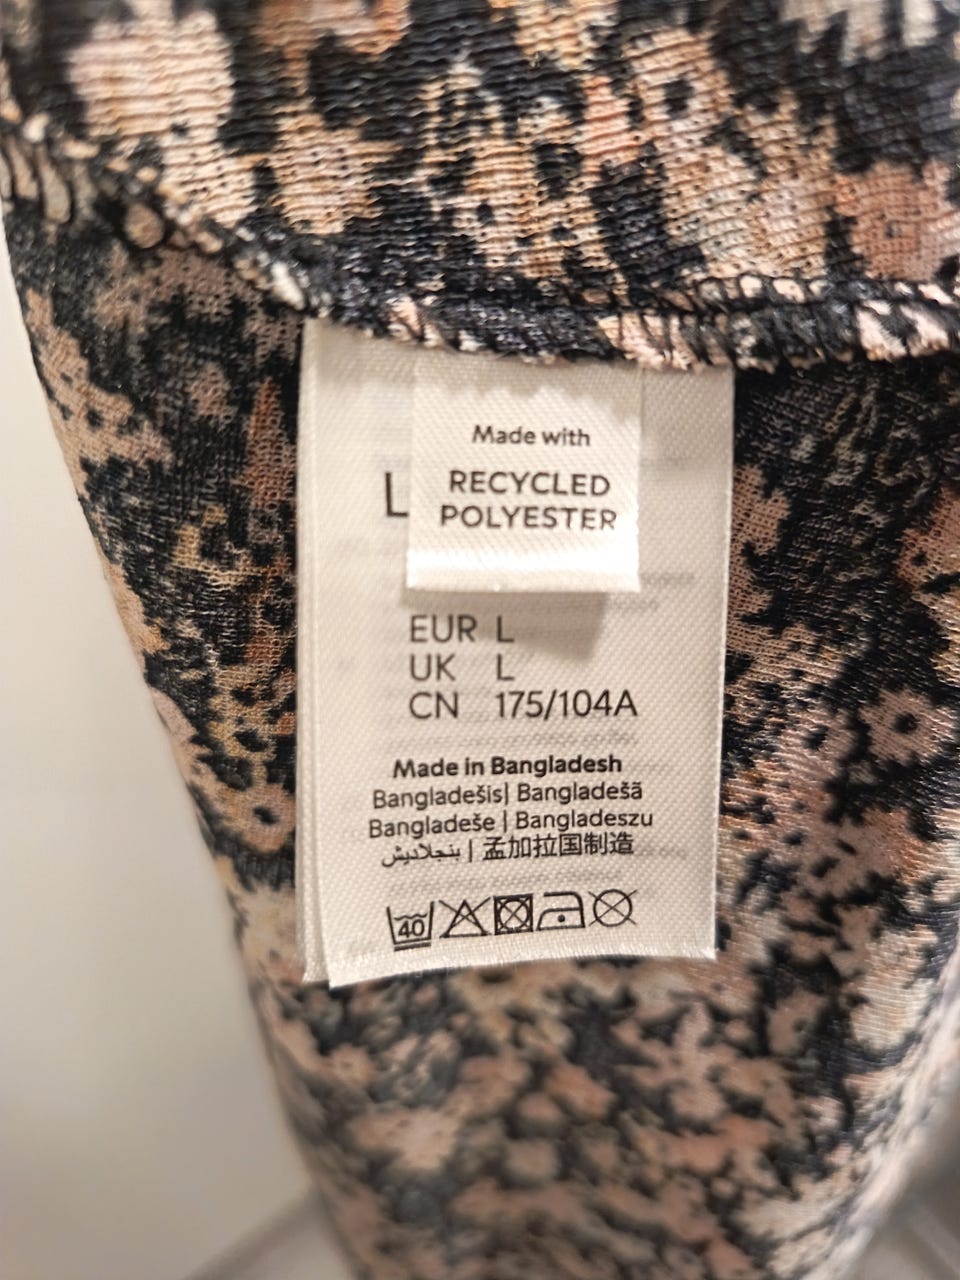 Made with
RECYCLED
POLYESTER
L
EUR L
UK L
CN 175/104A
Made in Bangladesh
Bangladešis| Bangladešā
Bangladeše | Bangladeszu
بنجلاديش | 孟加拉国制造
40